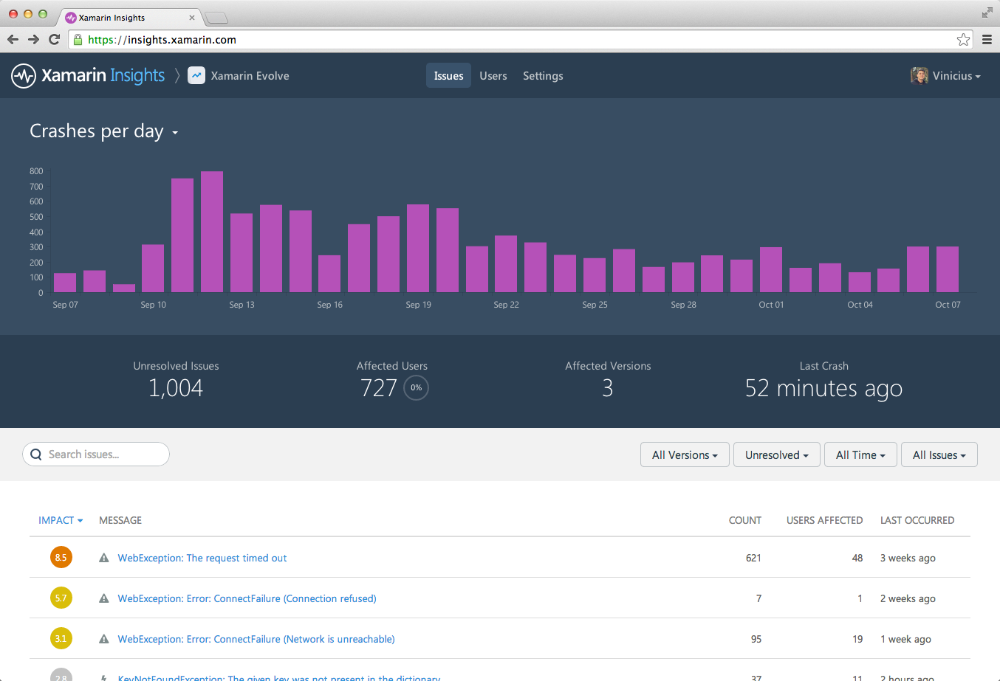 Xamarin Insights
https://insights.xamarin.com
Xamarin Insights
Xamarin Evolve
Issues
Users
Settings
Vinicius
Crashes per day
800
700
600
500
400
300
200
100
0
Sep 07
Sep 10
Sep 13
Sep 16
Sep 19
Sep 22
Sep 25
Sep 28
Oct 01
Oct 04
Oct 07
Unresolved Issues
1,004
Affected Users
727 0%
Affected Versions
3
Last Crash
52 minutes ago
Search issues...
All Versions
Unresolved
All Time
All Issues
IMPACT MESSAGE COUNT USERS AFFECTED LAST OCCURRED
8.5 WebException: The request timed out 621 48 3 weeks ago
5.7 WebException: Error: ConnectFailure (Connection refused) 7 1 2 weeks ago
3.1 WebException: Error: ConnectFailure (Network is unreachable) 95 19 1 week ago
2.8 KeyNotFoundException: The given key was not present in the dictionary 37 11 2 hours ago